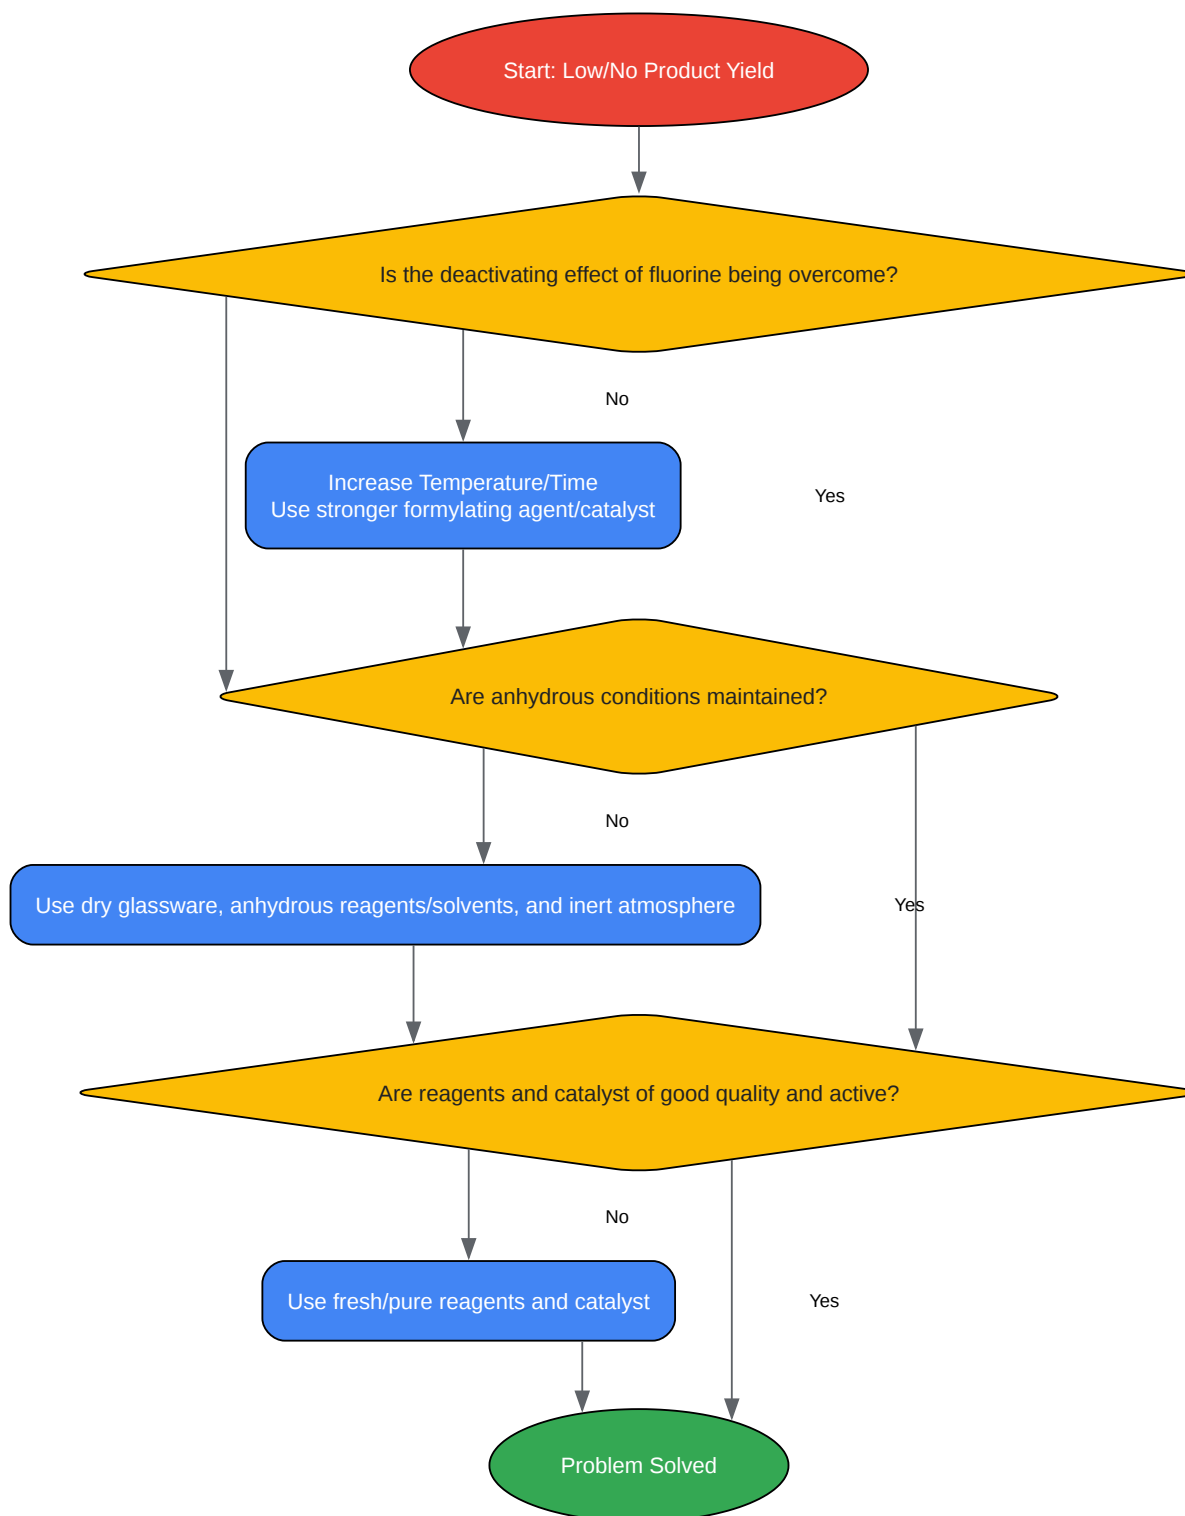 Start: Low/No Product Yield
Is the deactivating effect of fluorine being overcome?
No
Increase Temperature/Time
Use stronger formylating agent/catalyst
Yes
Are anhydrous conditions maintained?
No
Use dry glassware, anhydrous reagents/solvents, and inert atmosphere
Yes
Are reagents and catalyst of good quality and active?
No
Use fresh/pure reagents and catalyst
Yes
Problem Solved